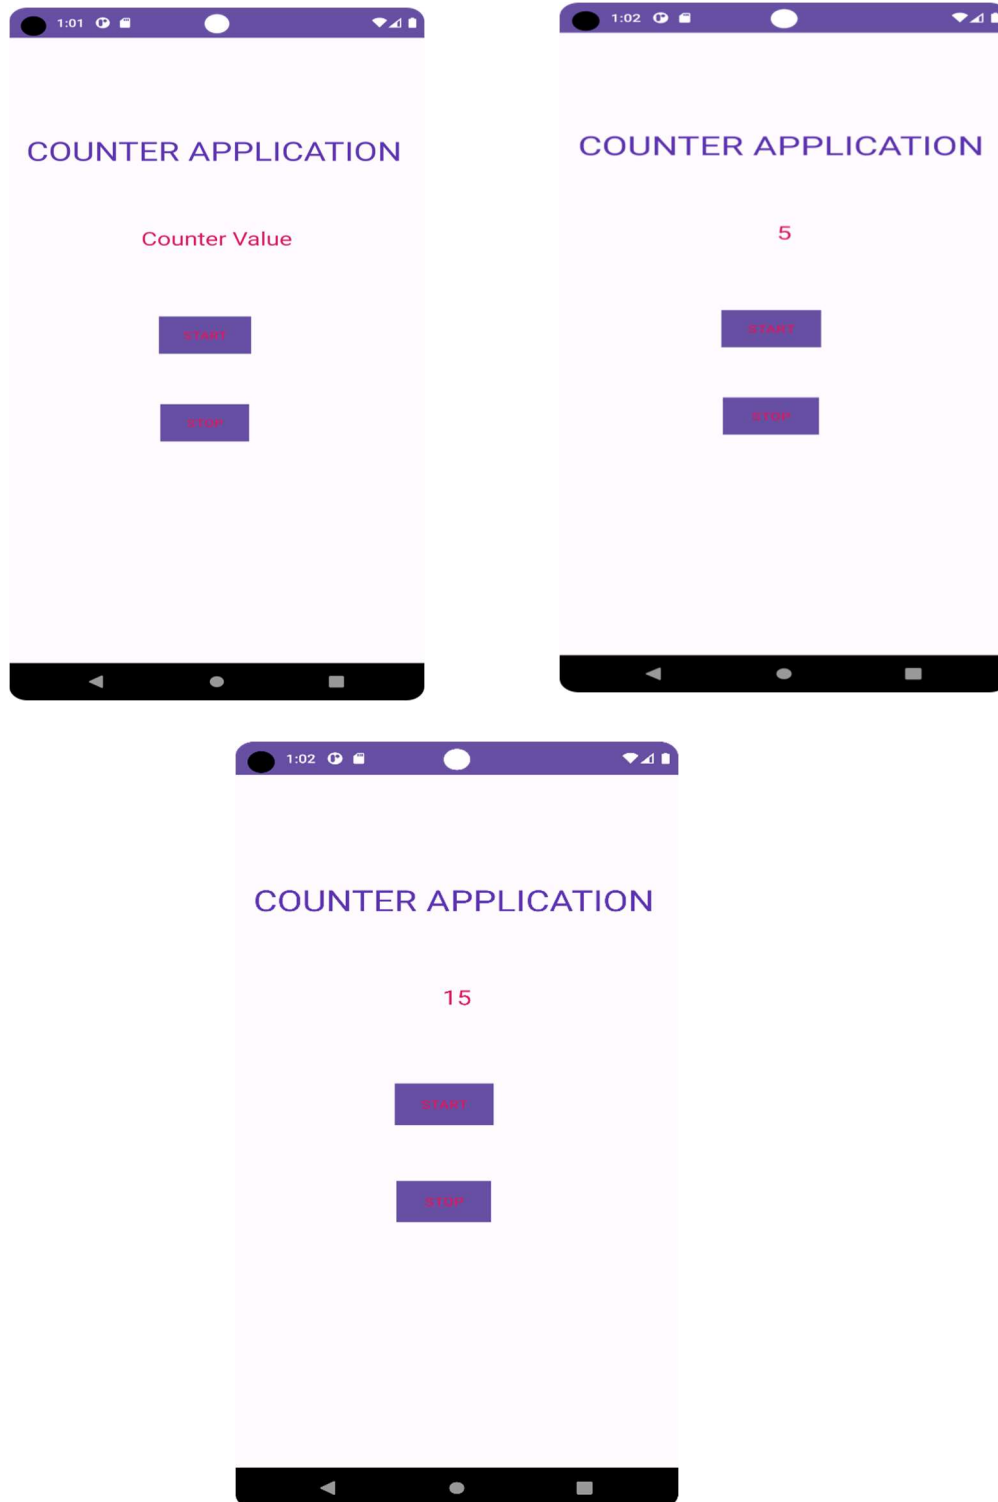 1:01
COUNTER APPLICATION
Counter Value
START
STOP
1:02
COUNTER APPLICATION
5
START
STOP
1:02
COUNTER APPLICATION
15
START
STOP